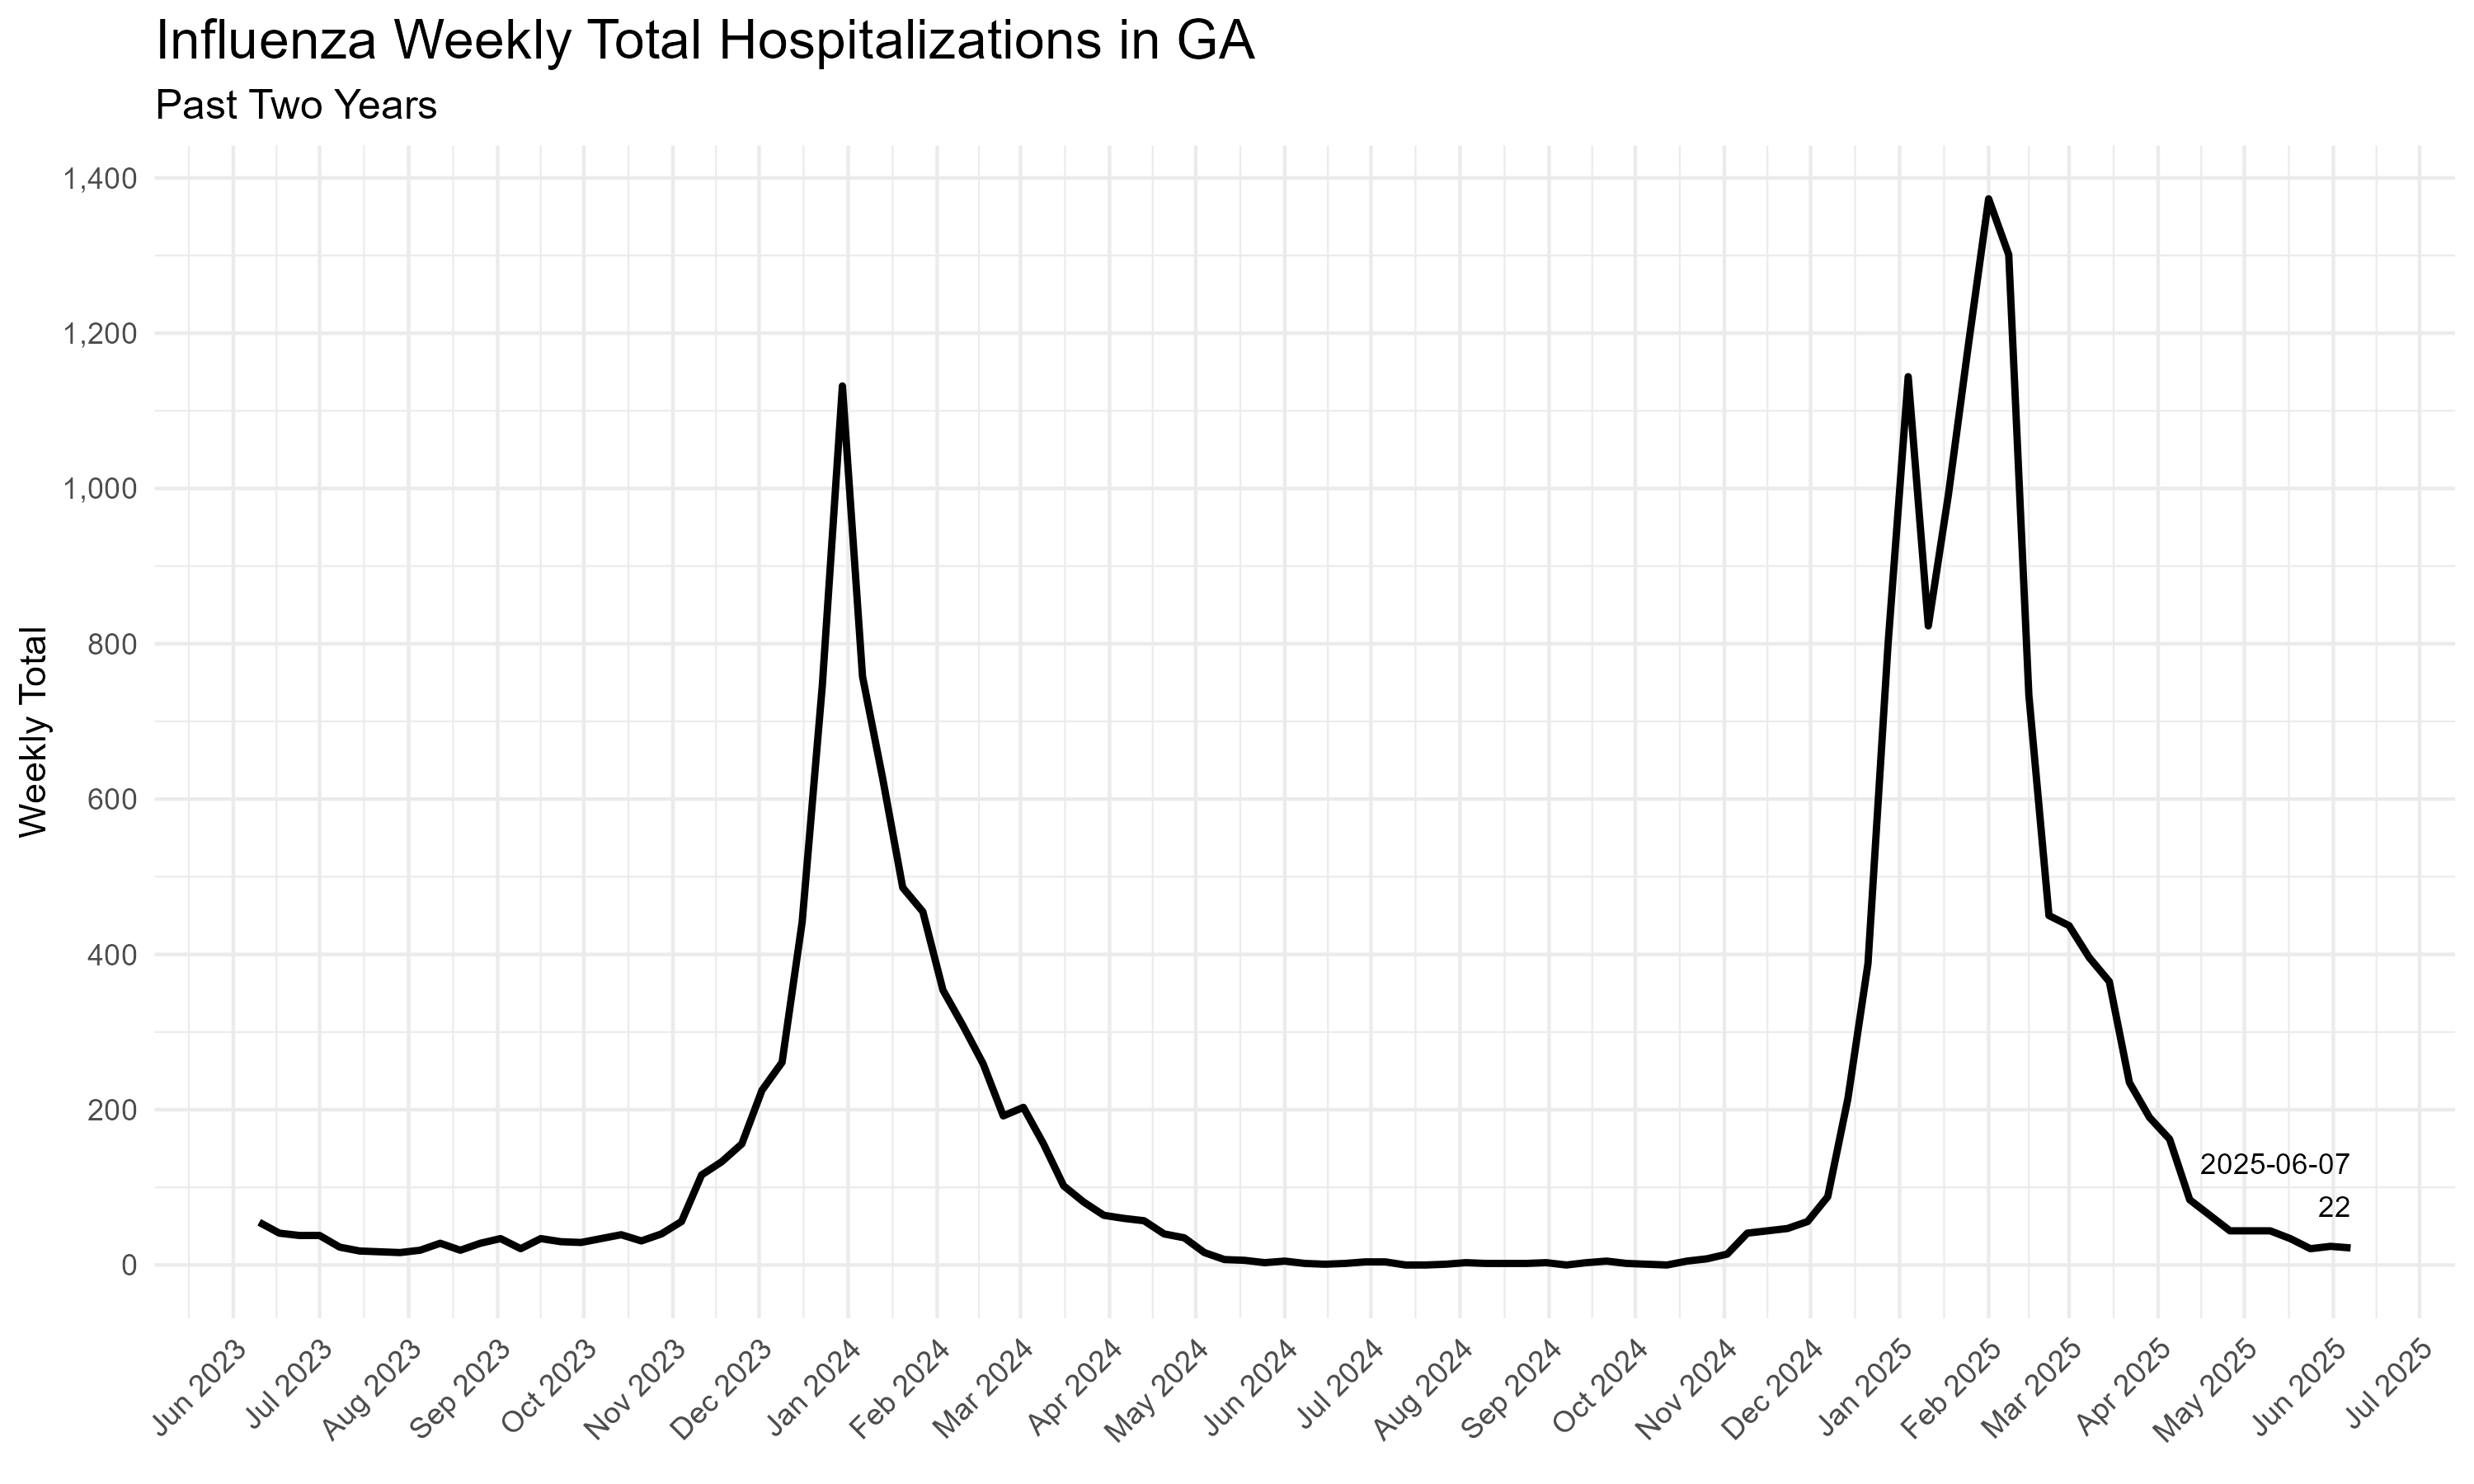 Influenza Weekly Total Hospitalizations in GA
Past Two Years
Weekly Total
1,400
1,200
1,000
800
600
400
200
0
2025-06-07
22
Jun 2023
Jul 2023
Aug 2023
Sep 2023
Oct 2023
Nov 2023
Dec 2023
Jan 2024
Feb 2024
Mar 2024
Apr 2024
May 2024
Jun 2024
Jul 2024
Aug 2024
Sep 2024
Oct 2024
Nov 2024
Dec 2024
Jan 2025
Feb 2025
Mar 2025
Apr 2025
May 2025
Jun 2025
Jul 2025